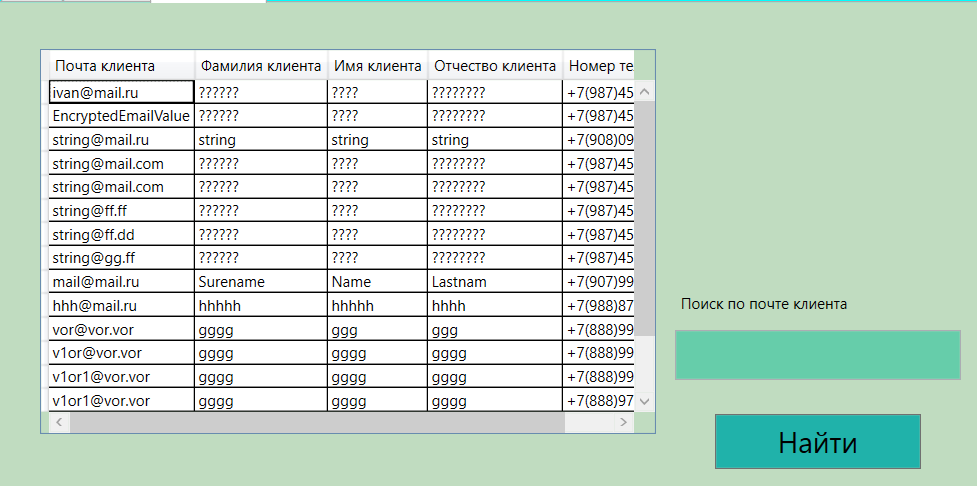 Почта клиента Фамилия клиента Имя клиента Отчество клиента Номер те
ivan@mail.ru ?????? ???? ???????? +7(987)45
EncryptedEmailValue ?????? ???? ???????? +7(987)45
string@mail.ru string string string +7(908)09
string@mail.com ?????? ???? ???????? +7(987)45
string@mail.com ?????? ???? ???????? +7(987)45
string@ff.ff ?????? ???? ???????? +7(987)45
string@ff.dd ?????? ???? ???????? +7(987)45
string@gg.ff ?????? ???? ???????? +7(987)45
mail@mail.ru Surename Name Lastnam +7(907)99
hhh@mail.ru hhhhh hhhhh hhhh +7(988)87
vor@vor.vor gggg ggg ggg +7(888)99
v1or@vor.vor gggg gggg gggg +7(888)99
v1or1@vor.vor gggg gggg gggg +7(888)99
v1or1@vor.vor gggg gggg gggg +7(888)97
Поиск по почте клиента
Найти